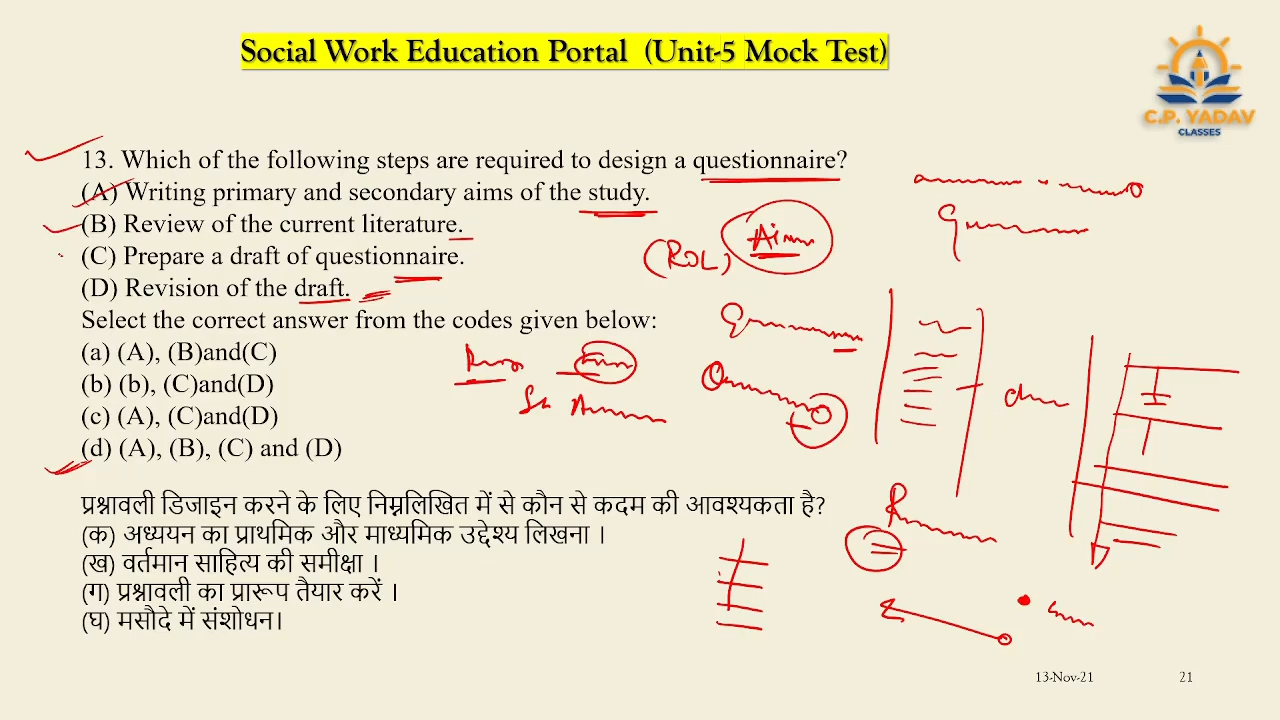 Social Work Education Portal (Unit-5 Mock Test)
C.P. YADAV
CLASSES
13. Which of the following steps are required to design a questionnaire?
(A) Writing primary and secondary aims of the study.
(B) Review of the current literature.
(C) Prepare a draft of questionnaire.
(D) Revision of the draft.
Select the correct answer from the codes given below:
(a) (A), (B)and(C)
(b) (b), (C)and(D)
(c) (A), (C)and(D)
(d) (A), (B), (C) and (D)
(ROL)
प्रश्नावली डिजाइन करने के लिए निम्नलिखित में से कौन से कदम की आवश्यकता है?
(क) अध्ययन का प्राथमिक और माध्यमिक उद्देश्य लिखना ।
(ख) वर्तमान साहित्य की समीक्षा ।
(ग) प्रश्नावली का प्रारूप तैयार करें ।
(घ) मसौदे में संशोधन।
13-Nov-21
21